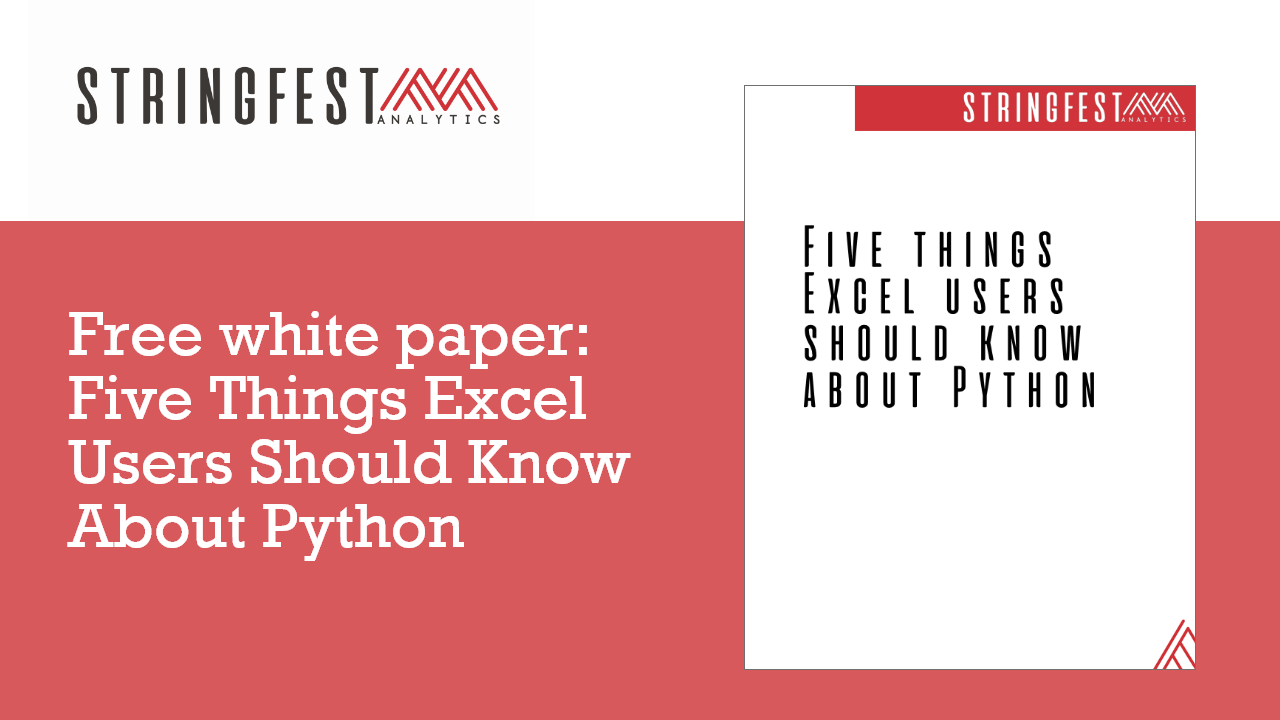 STRINGFEST
ANALYTICS
Free white paper:
Five Things Excel
Users Should Know
About Python
STRINGFEST
ANALYTICS
Five things
Excel users
should know
about Python